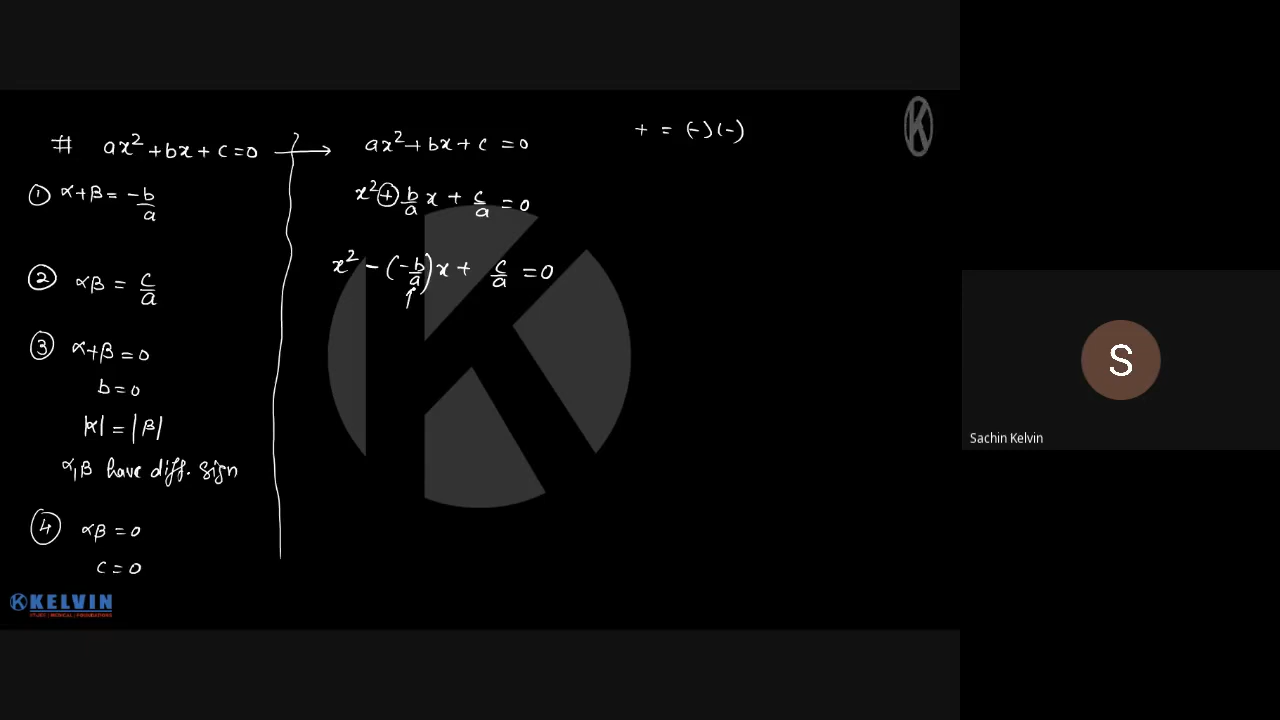 # ax² + bx + c = 0
① α+β = -b/a
② αβ = c/a
③ α+β = 0
b = 0
|α| = |β|
α, β have diff. sign
④ αβ = 0
c = 0
ax² + bx + c = 0
x² + b/a x + c/a = 0
x² - (-b/a) x + c/a = 0
+ = (-) (-)
K
KELVIN
S
Sachin Kelvin